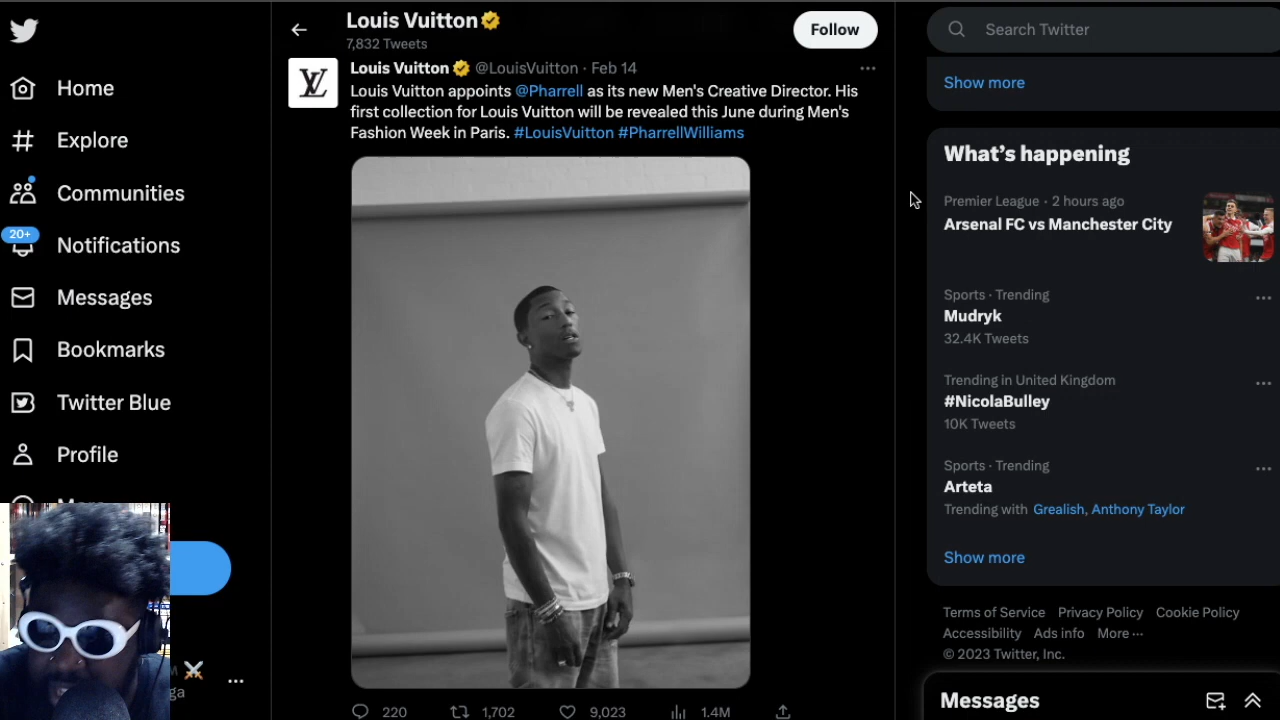 Home
Explore
Communities
20+
Notifications
Messages
Bookmarks
Twitter Blue
Profile
ga
Louis Vuitton
7,832 Tweets
Follow
LV
Louis Vuitton @LouisVuitton · Feb 14
Louis Vuitton appoints @Pharrell as its new Men's Creative Director. His
first collection for Louis Vuitton will be revealed this June during Men's
Fashion Week in Paris. #LouisVuitton #PharrellWilliams
220 1,702 9,023 1.4M
Search Twitter
Show more
What's happening
Premier League · 2 hours ago
Arsenal FC vs Manchester City
Sports · Trending
Mudryk
32.4K Tweets
Trending in United Kingdom
#NicolaBulley
10K Tweets
Sports · Trending
Arteta
Trending with Grealish, Anthony Taylor
Show more
Terms of Service Privacy Policy Cookie Policy
Accessibility Ads info More ···
© 2023 Twitter, Inc.
Messages